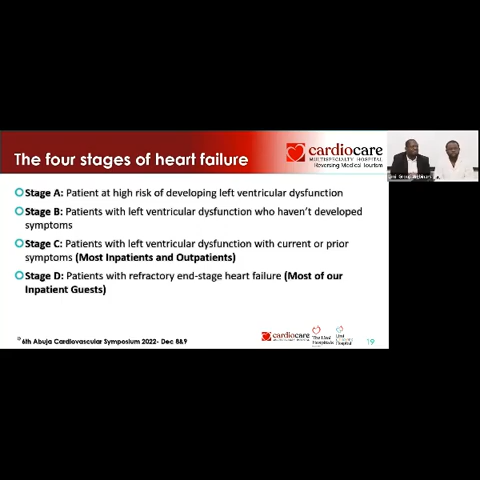 cardiocare
MULTISPECIALTY HOSPITAL
Reversing Medical Tourism
The four stages of heart failure
Stage A: Patient at high risk of developing left ventricular dysfunction
Stage B: Patients with left ventricular dysfunction who haven't developed
symptoms
Stage C: Patients with left ventricular dysfunction with current or prior
symptoms (Most Inpatients and Outpatients)
Stage D: Patients with refractory end-stage heart failure (Most of our
Inpatient Guests)
6th Abuja Cardiovascular Symposium 2022- Dec 8&9
cardiocare
19